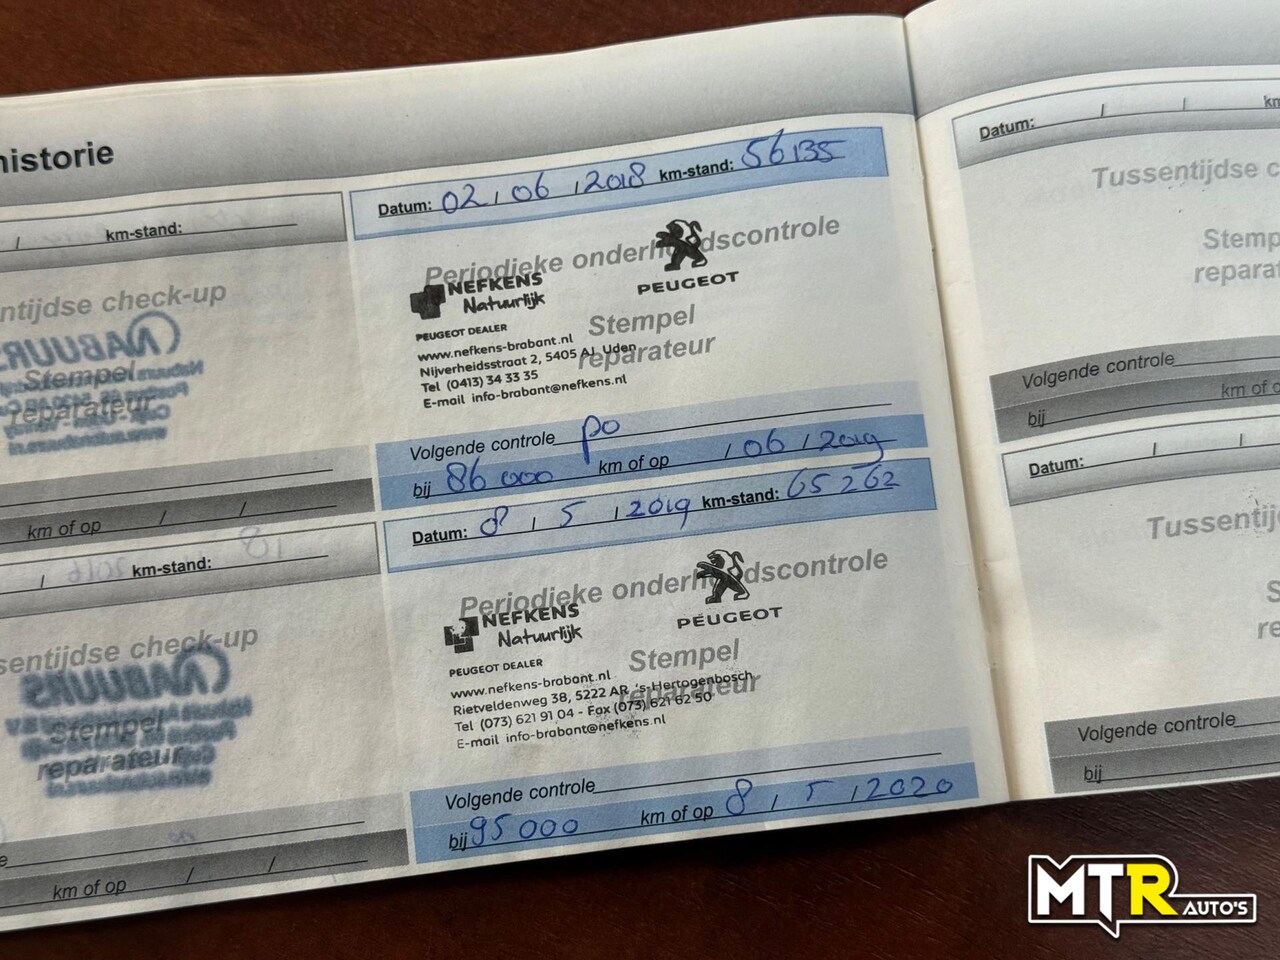 historie
/ km-stand:
ntijdse check-up
NABUURS
Stempel
reparateur
km of op / /
/ 2016 km-stand: 18
sentijdse check-up
NABUURS
Stempel
reparateur
e
km of op / /
Datum: 02 / 06 / 2018 km-stand: 56135
Periodieke onderhoudscontrole
NEFKENS
Natuurlijk
PEUGEOT
PEUGEOT DEALER
Stempel
reparateur
www.nefkens-brabant.nl
Nijverheidsstraat 2, 5405 AJ Uden
Tel (0413) 34 33 35
E-mail info-brabant@nefkens.nl
Volgende controle po
bij 86 000 km of op / 06 / 2019
Datum: 8 / 5 / 2019 km-stand: 65 262
Periodieke onderhoudscontrole
NEFKENS
Natuurlijk
PEUGEOT
PEUGEOT DEALER
Stempel
reparateur
www.nefkens-brabant.nl
Rietveldenweg 38, 5222 AR 's-Hertogenbosch
Tel (073) 621 91 04 - Fax (073) 621 62 50
E-mail info-brabant@nefkens.nl
Volgende controle
bij 95 000 km of op 8 / 5 / 2020
Datum: / / km
Tussentijdse c
Stemp
reparat
Volgende controle
bij km of o
Datum: / /
Tussentij
S
re
Volgende controle
bij
MTR AUTO'S